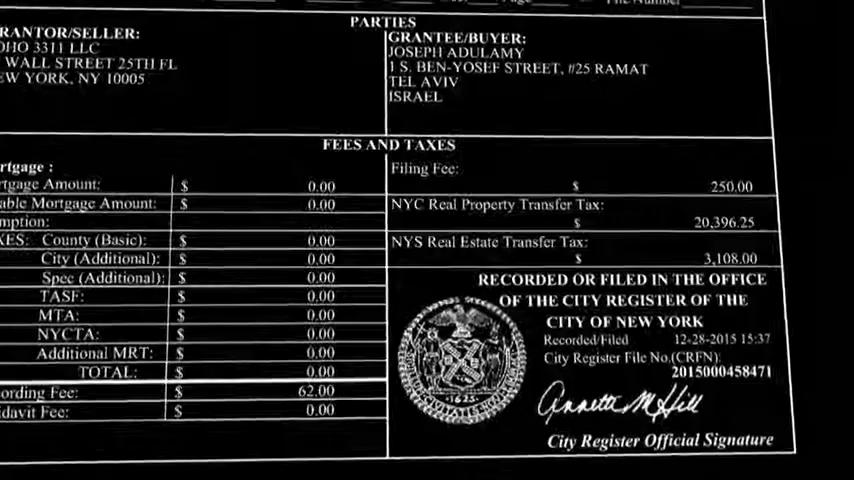 PARTIES
RANTOR/SELLER:
OHO 3311 LLC
WALL STREET 25TH FL
EW YORK, NY 10005
GRANTEE/BUYER:
JOSEPH ADULAMY
1 S. BEN-YOSEF STREET, #25 RAMAT
TEL AVIV
ISRAEL
FEES AND TAXES
rtgage :
rtgage Amount: $ 0.00
able Mortgage Amount: $ 0.00
mption:
XES: County (Basic): $ 0.00
City (Additional): $ 0.00
Spec (Additional): $ 0.00
TASF: $ 0.00
MTA: $ 0.00
NYCTA: $ 0.00
Additional MRT: $ 0.00
TOTAL: $ 0.00
ording Fee: $ 62.00
idavit Fee: $ 0.00
Filing Fee:
$ 250.00
NYC Real Property Transfer Tax:
$ 20,396.25
NYS Real Estate Transfer Tax:
$ 3,108.00
RECORDED OR FILED IN THE OFFICE
OF THE CITY REGISTER OF THE
CITY OF NEW YORK
Recorded/Filed 12-28-2015 15:37
City Register File No.(CRFN):
2015000458471
1625
Annette M Hill
City Register Official Signature